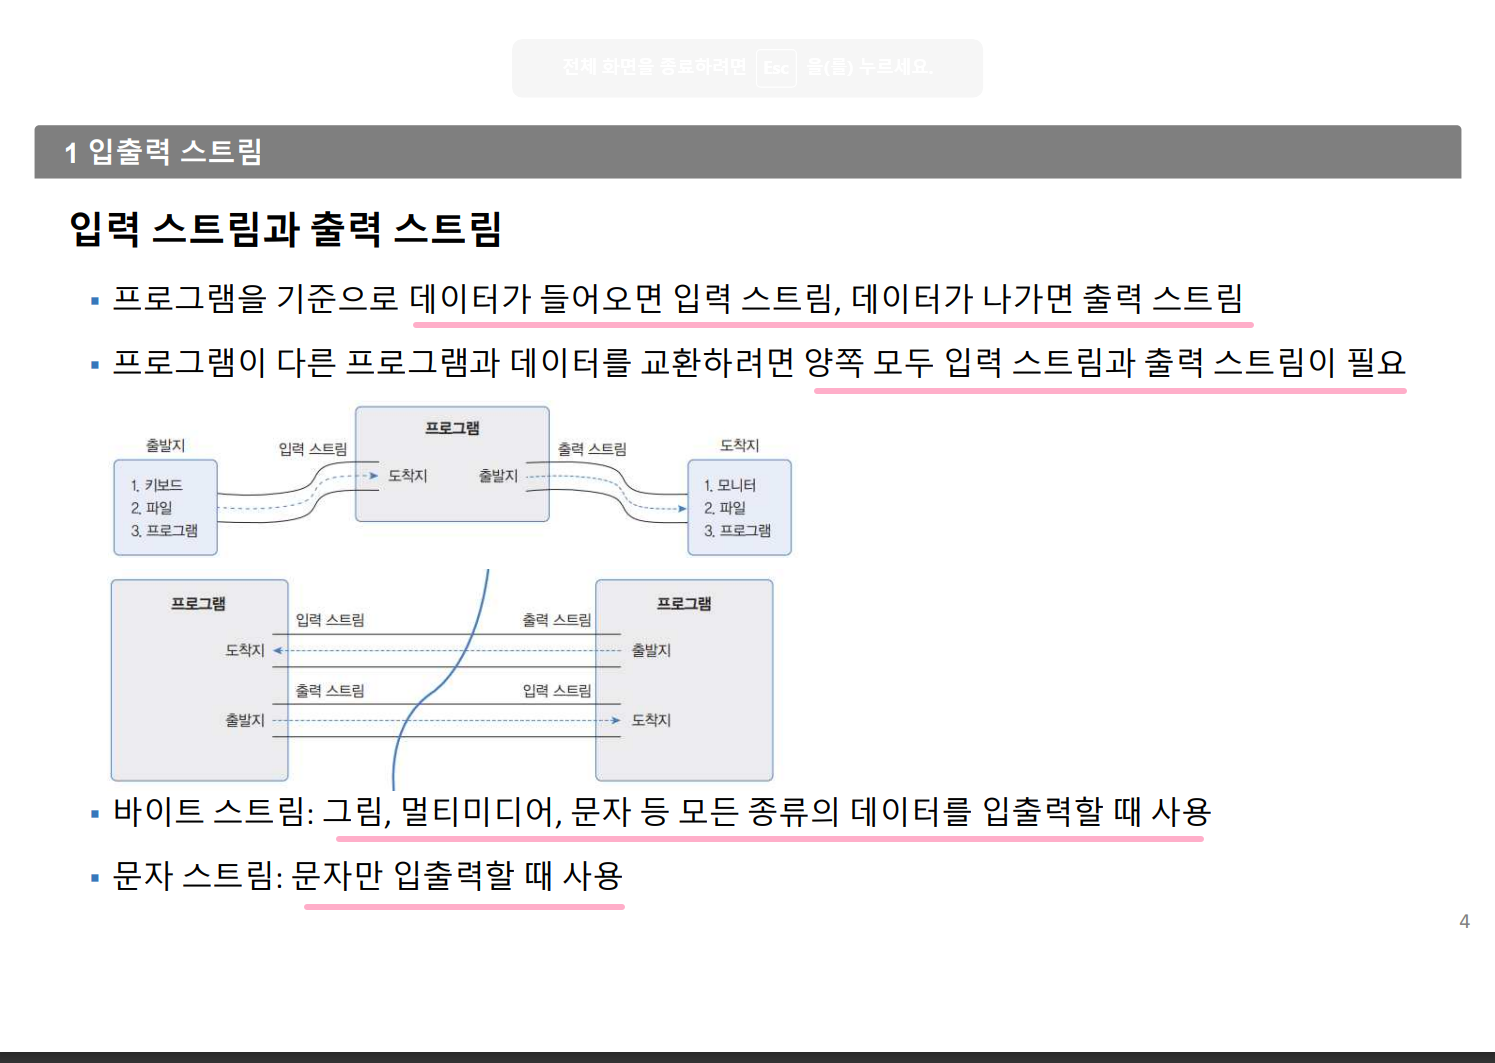 전체 화면을 종료하려면 Esc 을(를) 누르세요.
1 입출력 스트림
입력 스트림과 출력 스트림
▪ 프로그램을 기준으로 데이터가 들어오면 입력 스트림, 데이터가 나가면 출력 스트림
▪ 프로그램이 다른 프로그램과 데이터를 교환하려면 양쪽 모두 입력 스트림과 출력 스트림이 필요
출발지
1. 키보드
2. 파일
3. 프로그램
입력 스트림
프로그램
도착지 출발지
출력 스트림
도착지
1. 모니터
2. 파일
3. 프로그램
프로그램 프로그램
입력 스트림 출력 스트림
도착지 출발지
출력 스트림 입력 스트림
출발지 도착지
▪ 바이트 스트림: 그림, 멀티미디어, 문자 등 모든 종류의 데이터를 입출력할 때 사용
▪ 문자 스트림: 문자만 입출력할 때 사용
4